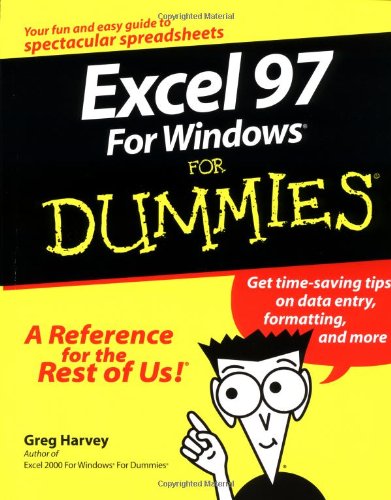 Your fun and easy guide to
spectacular spreadsheets
Excel 97
For Windows®
FOR
DUMMIES®
Get time-saving tips
on data entry,
formatting,
and more
A Reference
for the
Rest of Us!®
Greg Harvey
Author of
Excel 2000 For Windows® For Dummies®